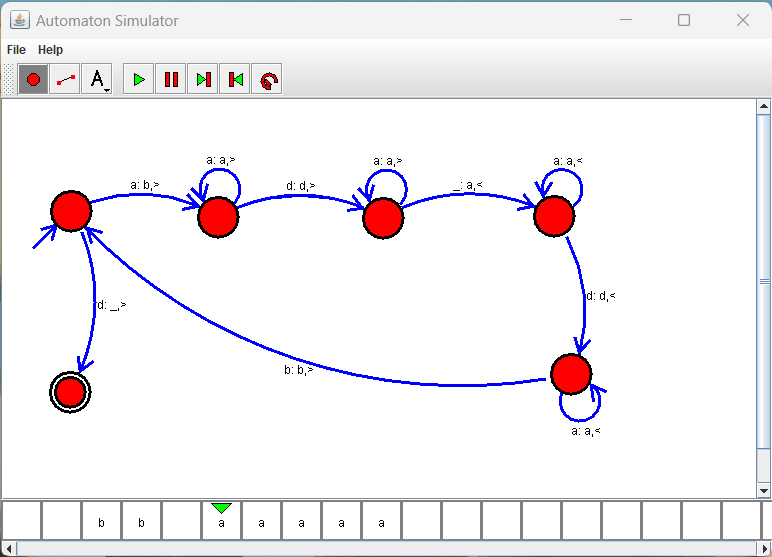 Automaton Simulator
File Help
A
a: a,>
a: a,>
a: a,<
a: b,>
d: d,>
_: a,<
d: _,>
d: d,<
b: b,>
a: a,<
b b a a a a a